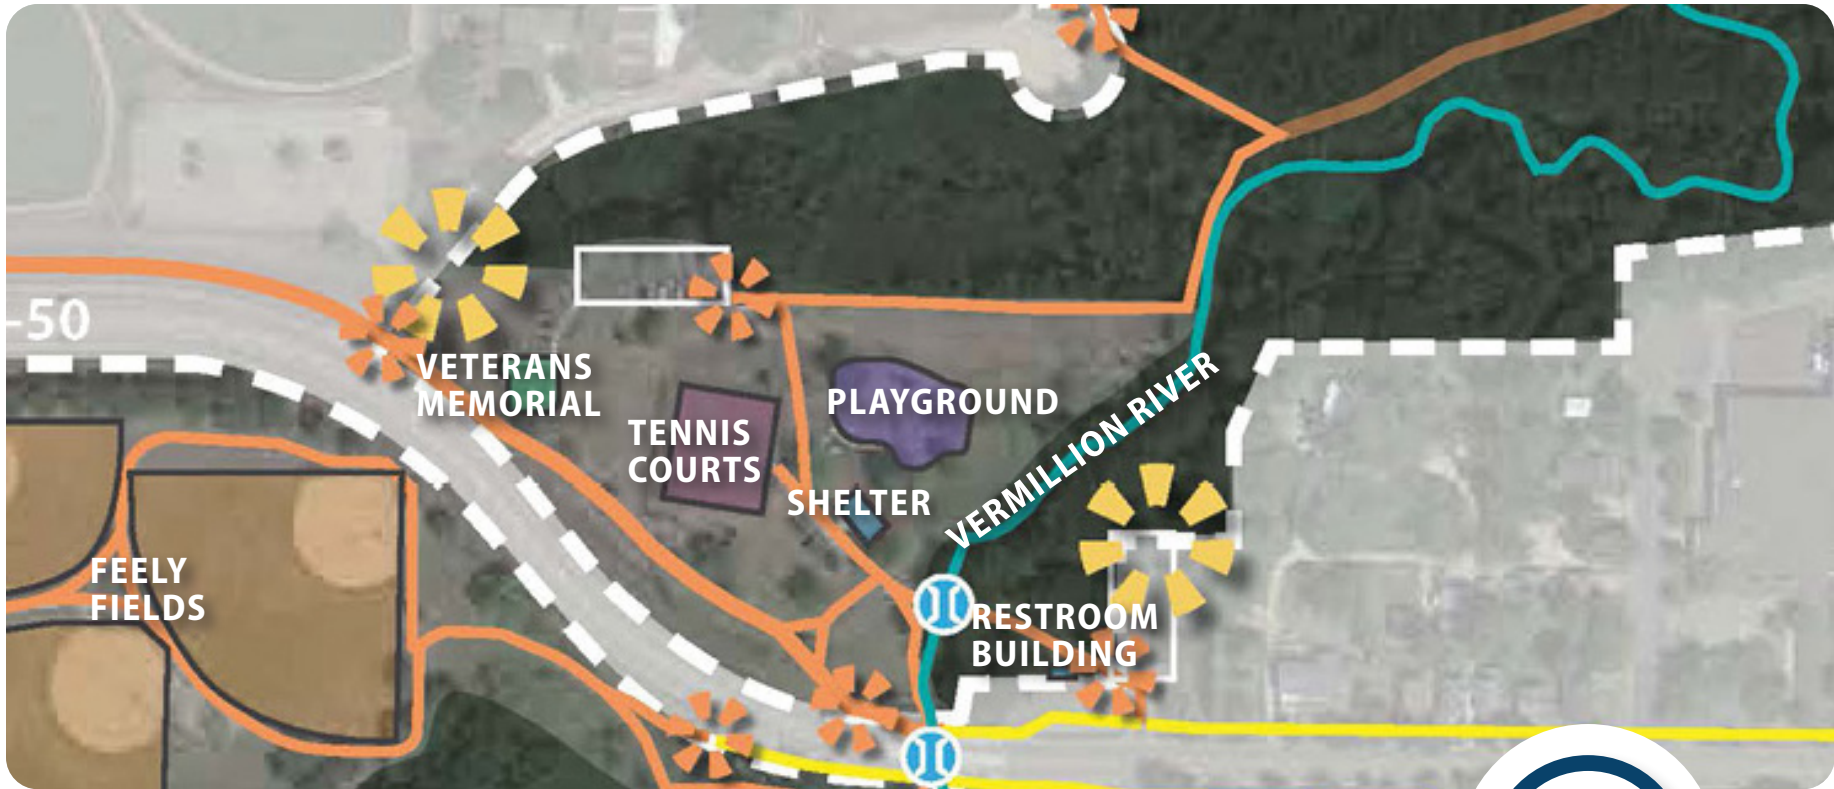 -50
VETERANS
MEMORIAL
TENNIS
COURTS
PLAYGROUND
SHELTER
VERMILLION RIVER
FEELY
FIELDS
RESTROOM
BUILDING